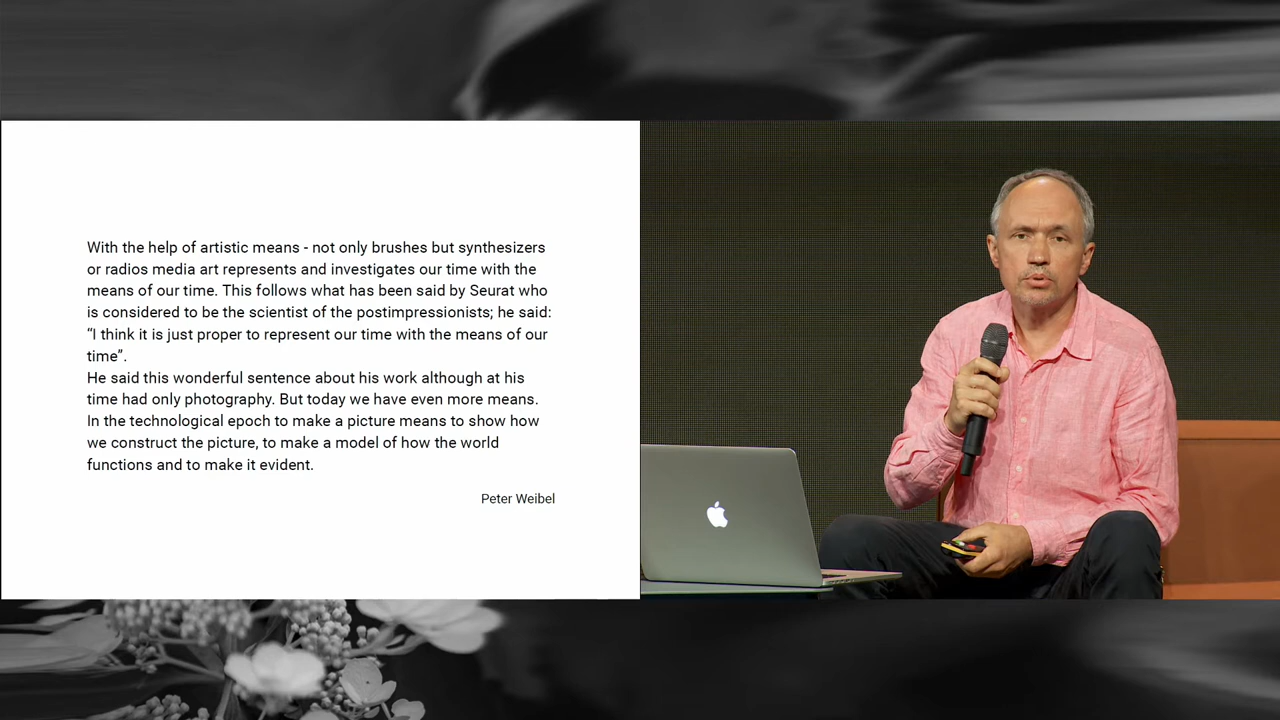 With the help of artistic means - not only brushes but synthesizers
or radios media art represents and investigates our time with the
means of our time. This follows what has been said by Seurat who
is considered to be the scientist of the postimpressionists; he said:
“I think it is just proper to represent our time with the means of our
time”.
He said this wonderful sentence about his work although at his
time had only photography. But today we have even more means.
In the technological epoch to make a picture means to show how
we construct the picture, to make a model of how the world
functions and to make it evident.
Peter Weibel